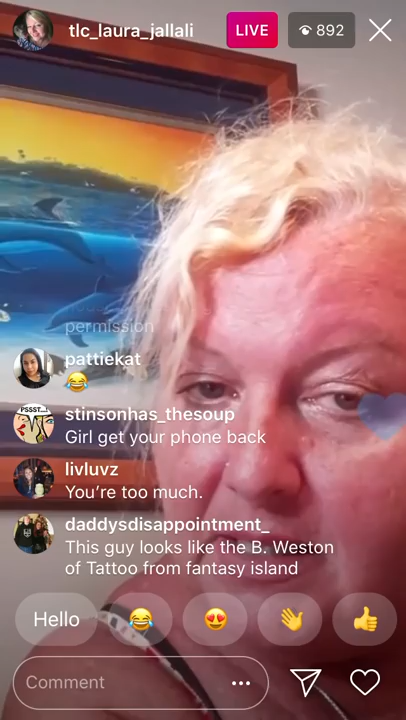 tlc_laura_jallali
LIVE
892
permission
pattiekat
😂
stinsonhas_thesoup
PSSST...
Girl get your phone back
livluvz
You're too much.
daddysdisappointment_
This guy looks like the B. Weston
of Tattoo from fantasy island
Hello 😂 😍 👋 👍
Comment